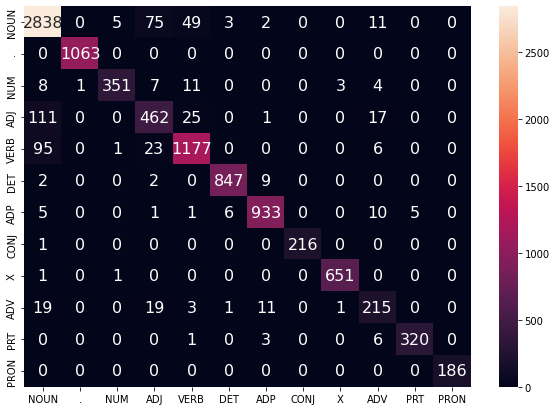 NOUN 2838 0 5 75 49 3 2 0 0 11 0 0
. 0 1063 0 0 0 0 0 0 0 0 0 0
NUM 8 1 351 7 11 0 0 0 3 4 0 0
ADJ 111 0 0 462 25 0 1 0 0 17 0 0
VERB 95 0 1 23 1177 0 0 0 0 6 0 0
DET 2 0 0 2 0 847 9 0 0 0 0 0
ADP 5 0 0 1 1 6 933 0 0 10 5 0
CONJ 1 0 0 0 0 0 0 216 0 0 0 0
X 1 0 1 0 0 0 0 0 651 0 0 0
ADV 19 0 0 19 3 1 11 0 1 215 0 0
PRT 0 0 0 0 1 0 3 0 0 6 320 0
PRON 0 0 0 0 0 0 0 0 0 0 0 186
NOUN . NUM ADJ VERB DET ADP CONJ X ADV PRT PRON
2500
2000
1500
1000
500
0